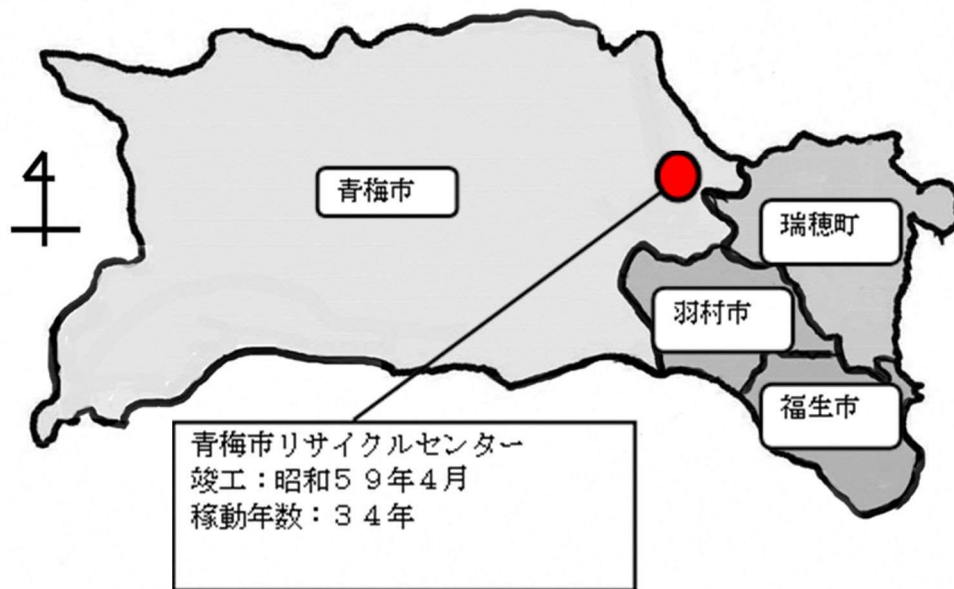 青梅市
瑞穂町
羽村市
福生市
青梅市リサイクルセンター
竣工：昭和５９年４月
稼動年数：３４年